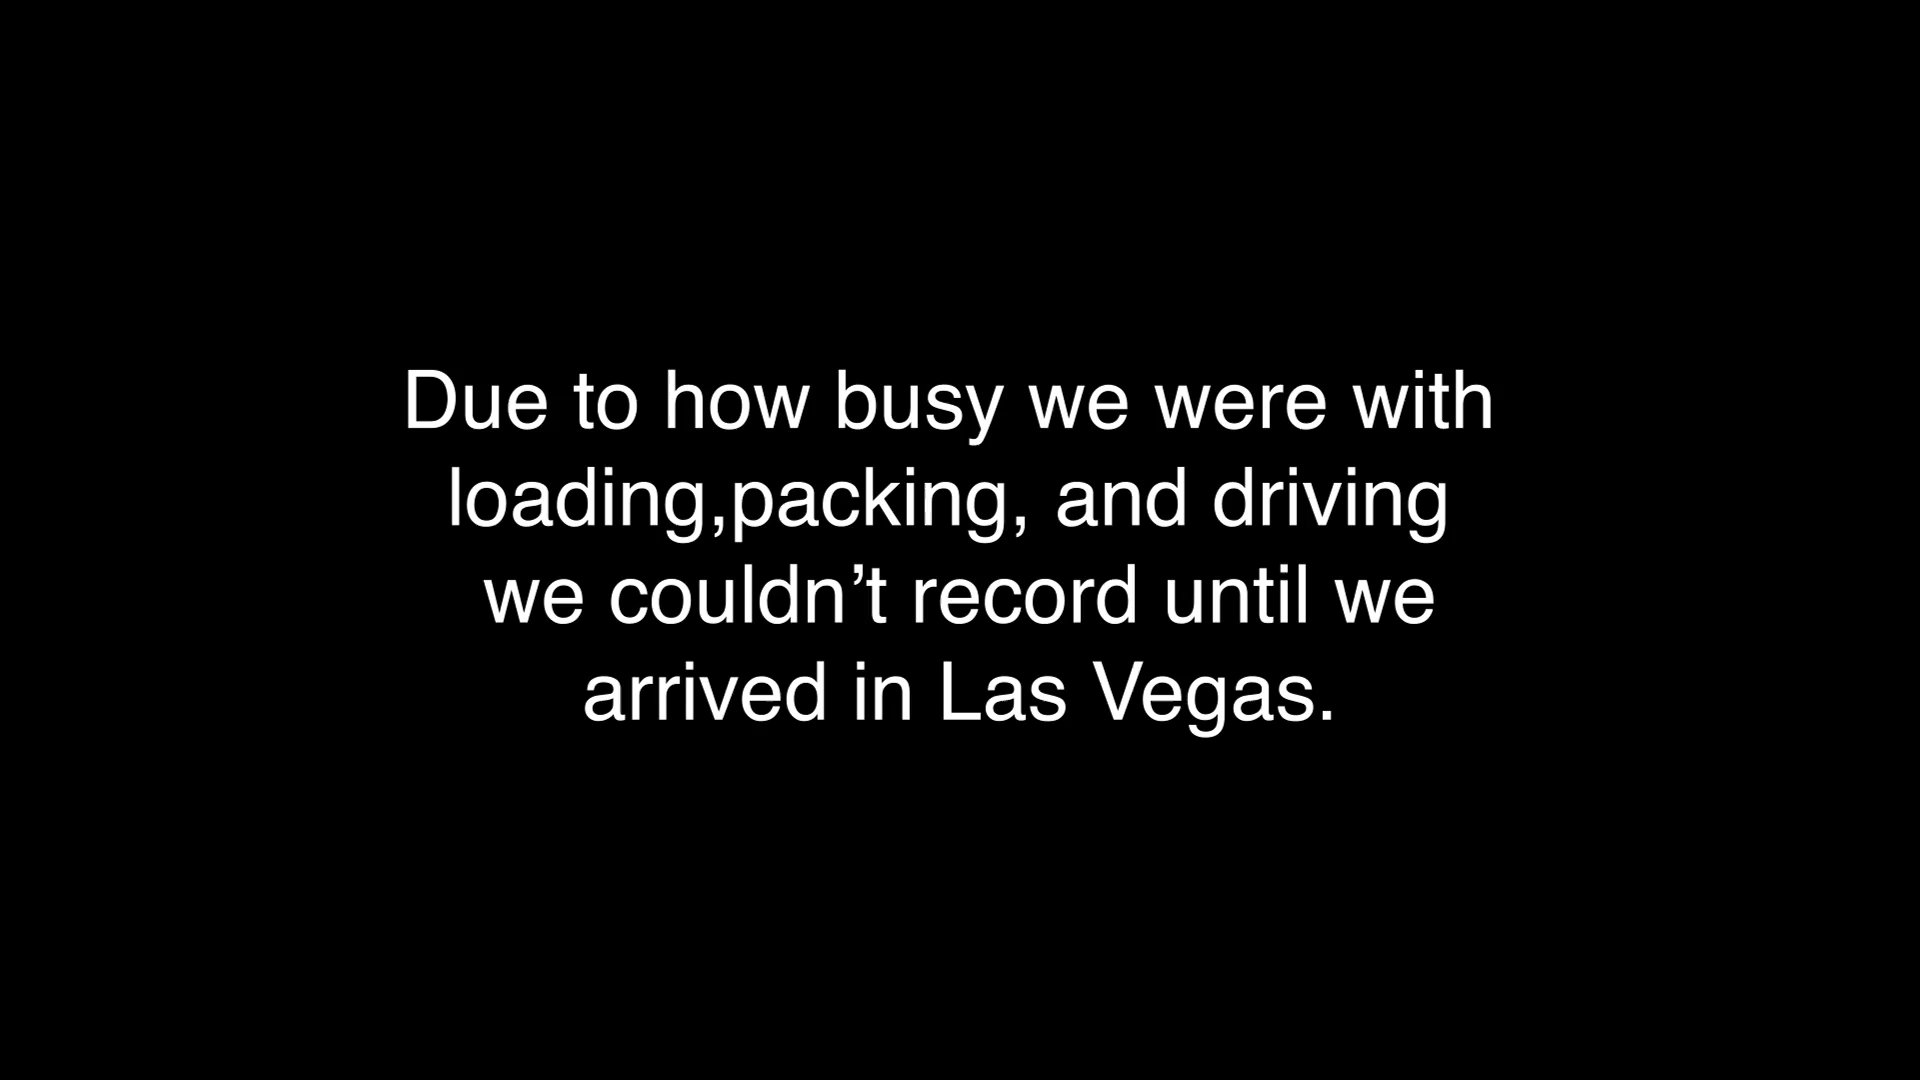 Due to how busy we were with
loading,packing, and driving
we couldn’t record until we
arrived in Las Vegas.